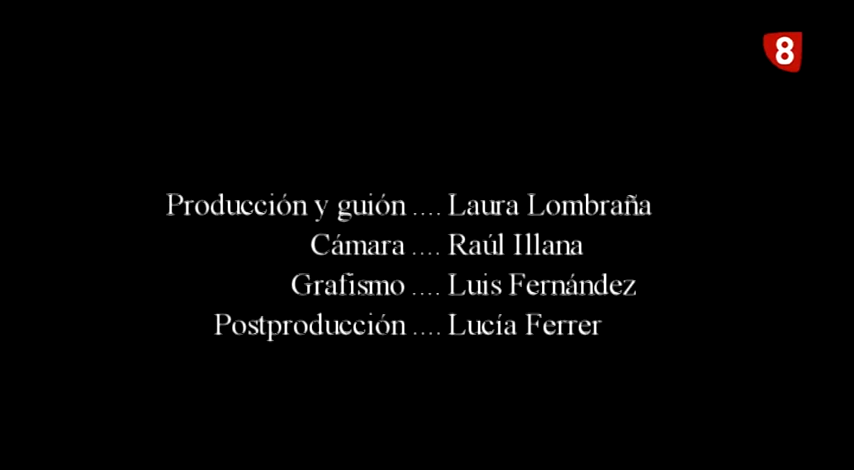 8
Producción y guión .... Laura Lombraña
Cámara .... Raúl Illana
Grafismo .... Luis Fernández
Postproducción .... Lucía Ferrer